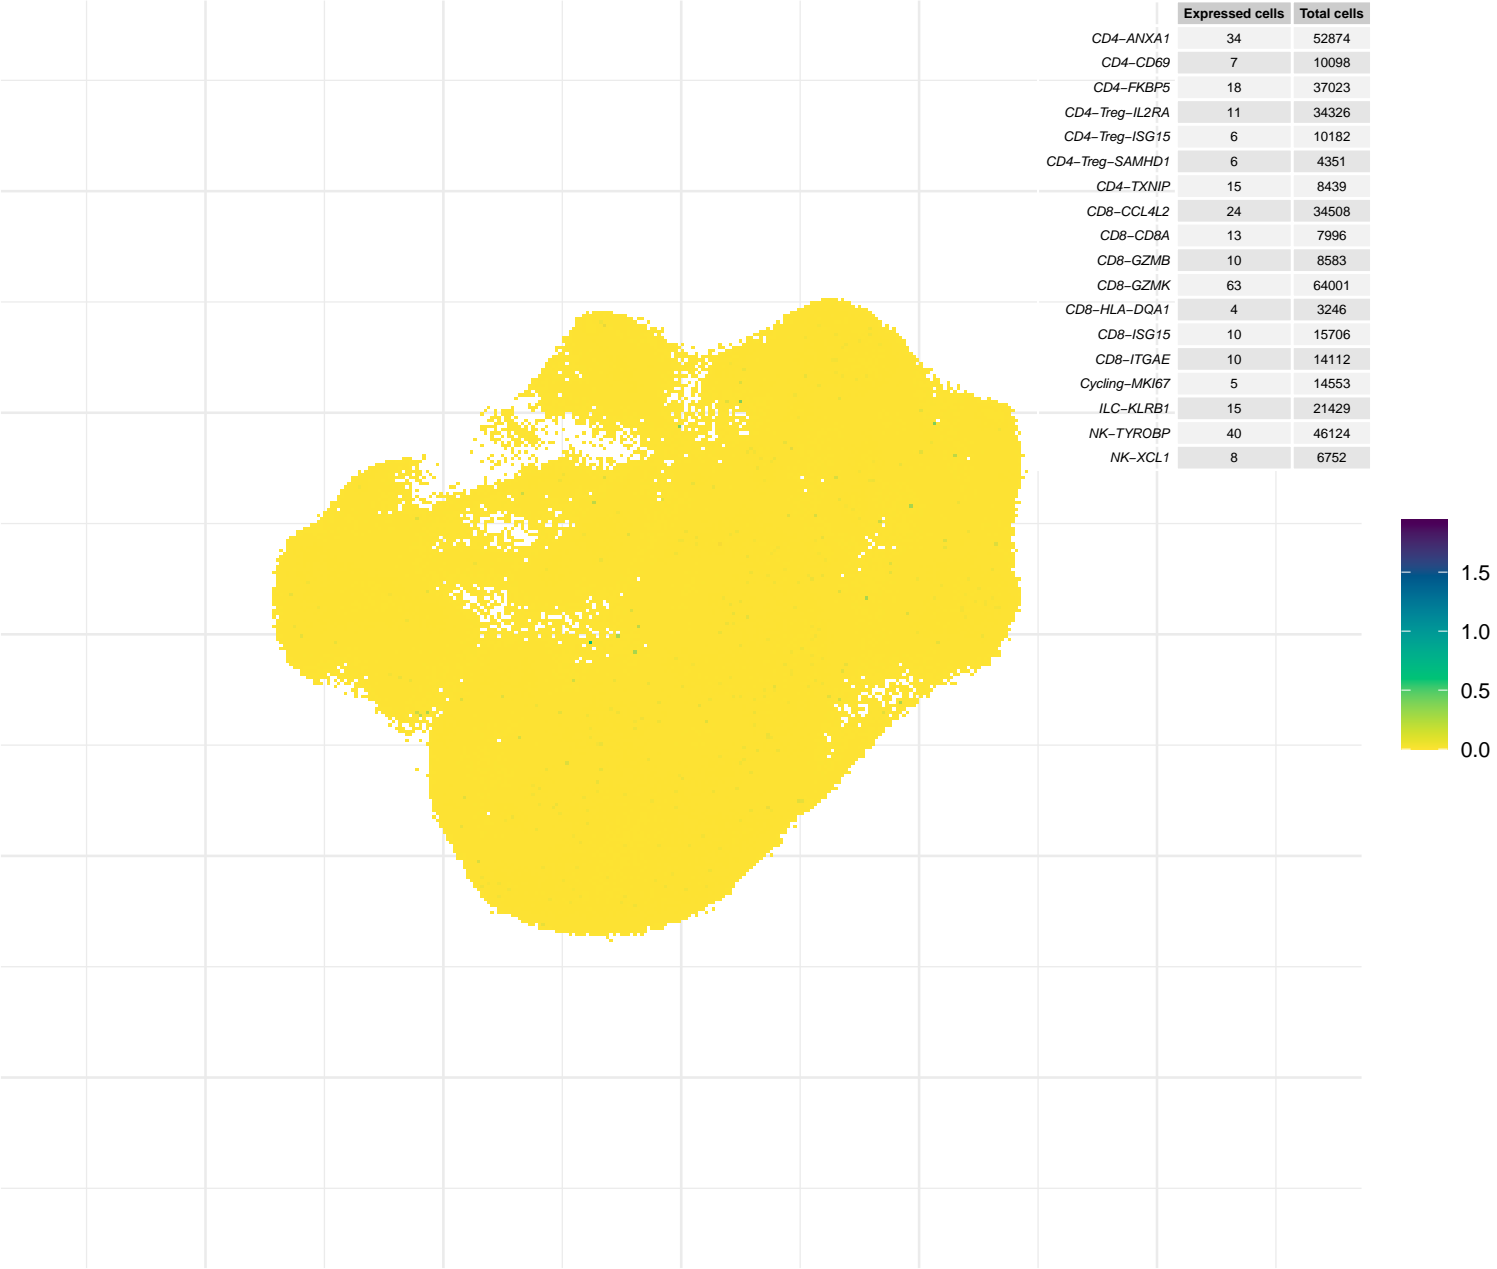 Expressed cells Total cells
CD4−ANXA1 34 52874
CD4−CD69 7 10098
CD4−FKBP5 18 37023
CD4−Treg−IL2RA 11 34326
CD4−Treg−ISG15 6 10182
CD4−Treg−SAMHD1 6 4351
CD4−TXNIP 15 8439
CD8−CCL4L2 24 34508
CD8−CD8A 13 7996
CD8−GZMB 10 8583
CD8−GZMK 63 64001
CD8−HLA−DQA1 4 3246
CD8−ISG15 10 15706
CD8−ITGAE 10 14112
Cycling−MKI67 5 14553
ILC−KLRB1 15 21429
NK−TYROBP 40 46124
NK−XCL1 8 6752
1.5
1.0
0.5
0.0